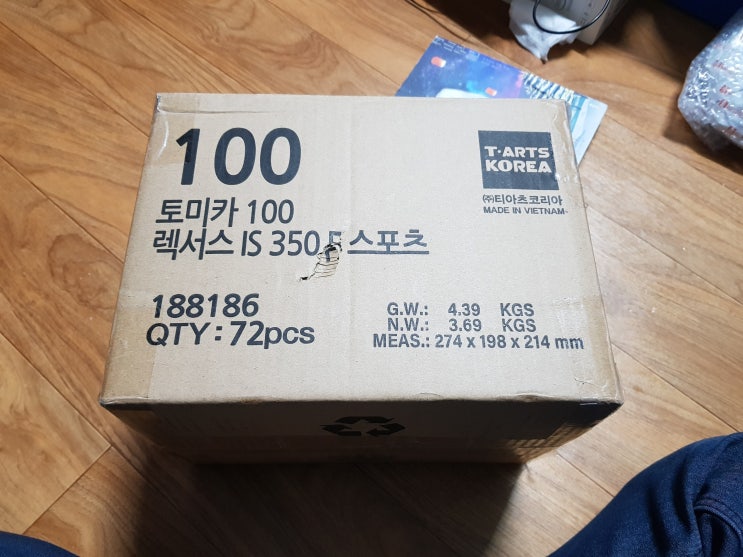 100
T·ARTS
KOREA
㈜티아츠코리아
MADE IN VIETNAM
토미카 100
렉서스 IS 350 F 스포츠
188186
QTY : 72pcs
G.W.: 4.39 KGS
N.W.: 3.69 KGS
MEAS.: 274 x 198 x 214 mm